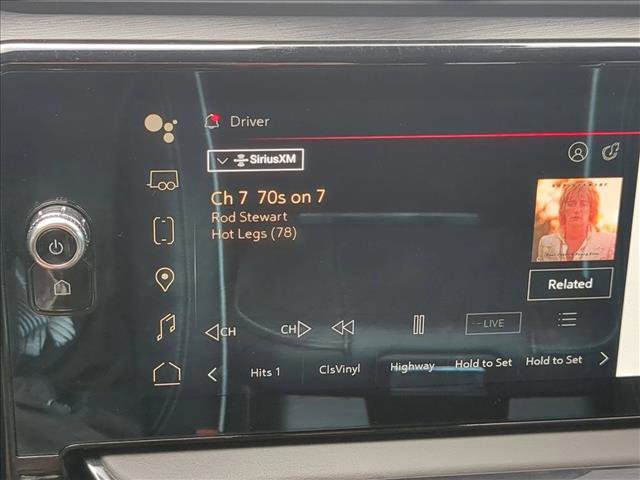 Driver
SiriusXM
Ch 7 70s on 7
Rod Stewart
Hot Legs (78)
Related
CH
CH
LIVE
Hits 1
ClsVinyl
Highway
Hold to Set
Hold to Set